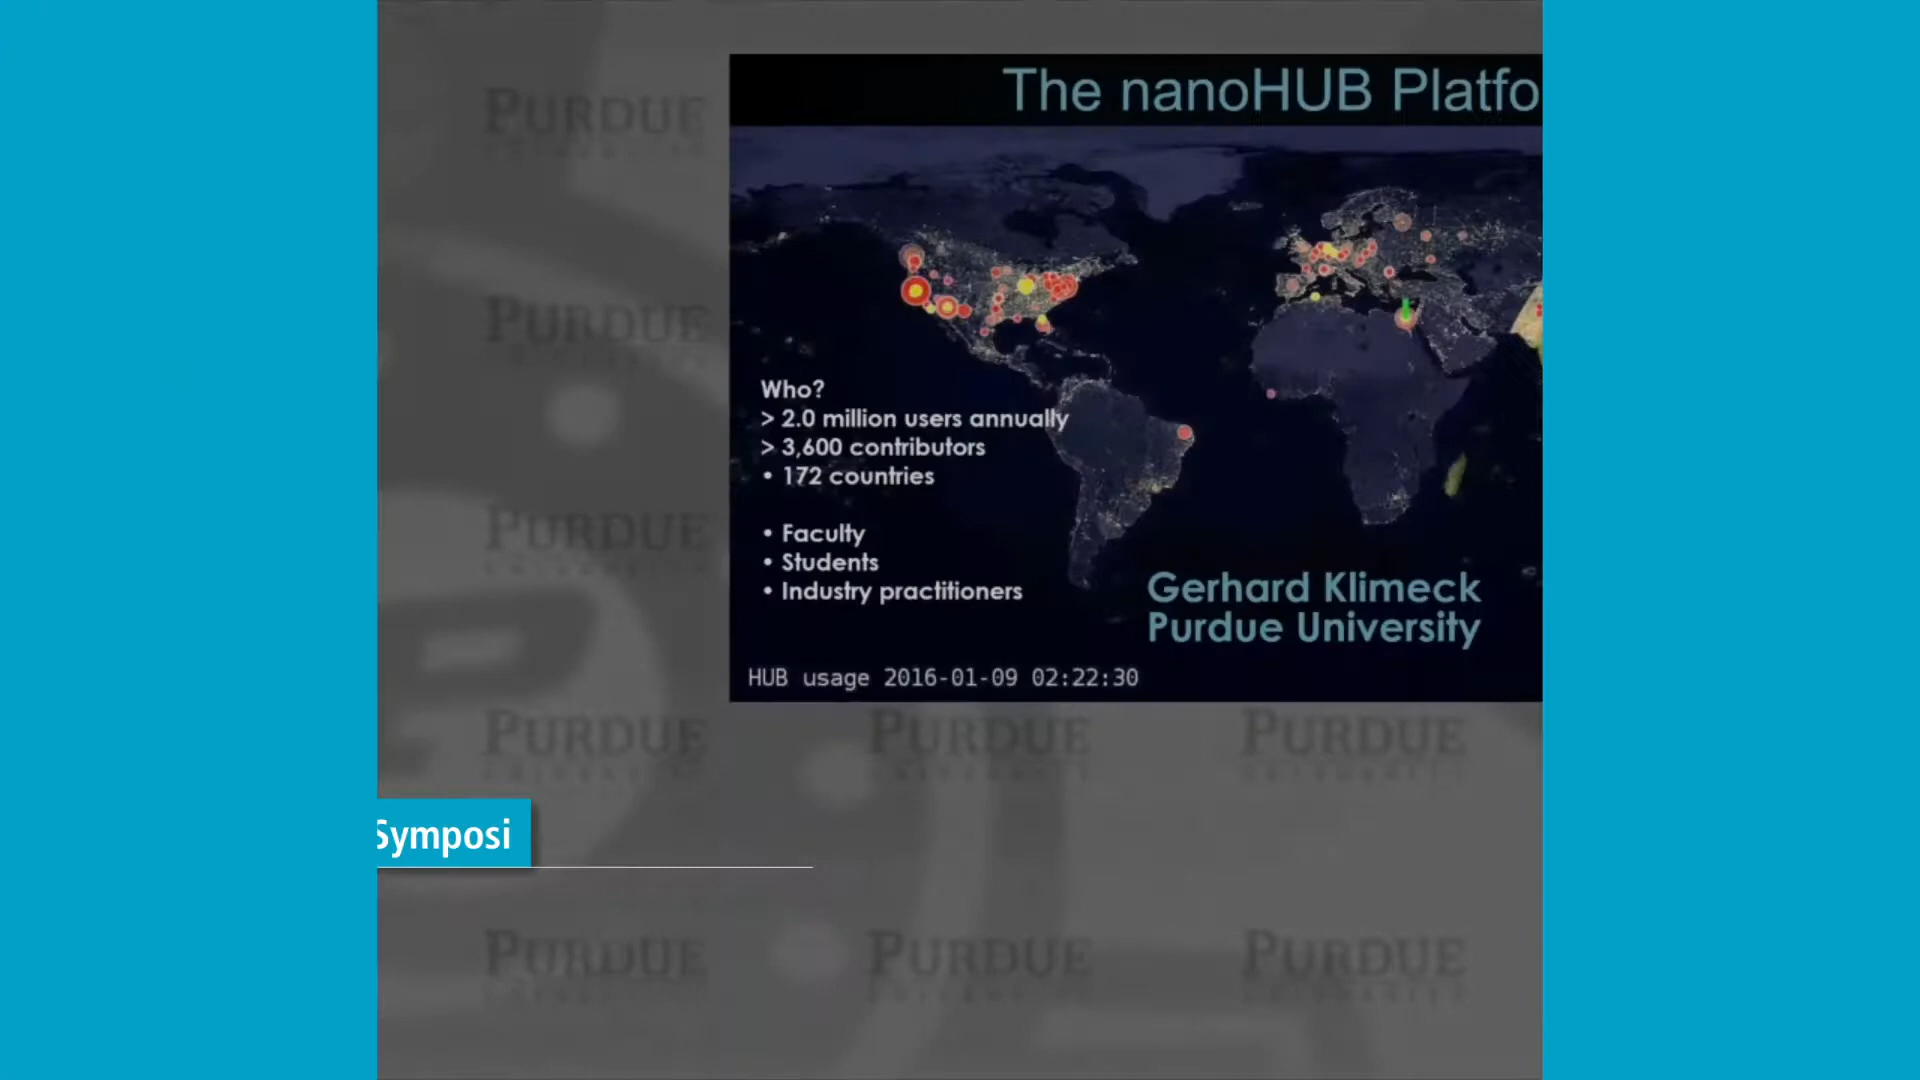 The nanoHUB Platfo
Who?
> 2.0 million users annually
> 3,600 contributors
• 172 countries
• Faculty
• Students
• Industry practitioners
Gerhard Klimeck
Purdue University
HUB usage 2016-01-09 02:22:30
Symposi
PURDUE
PURDUE
PURDUE
PURDUE PURDUE PURDUE
PURDUE PURDUE PURDUE